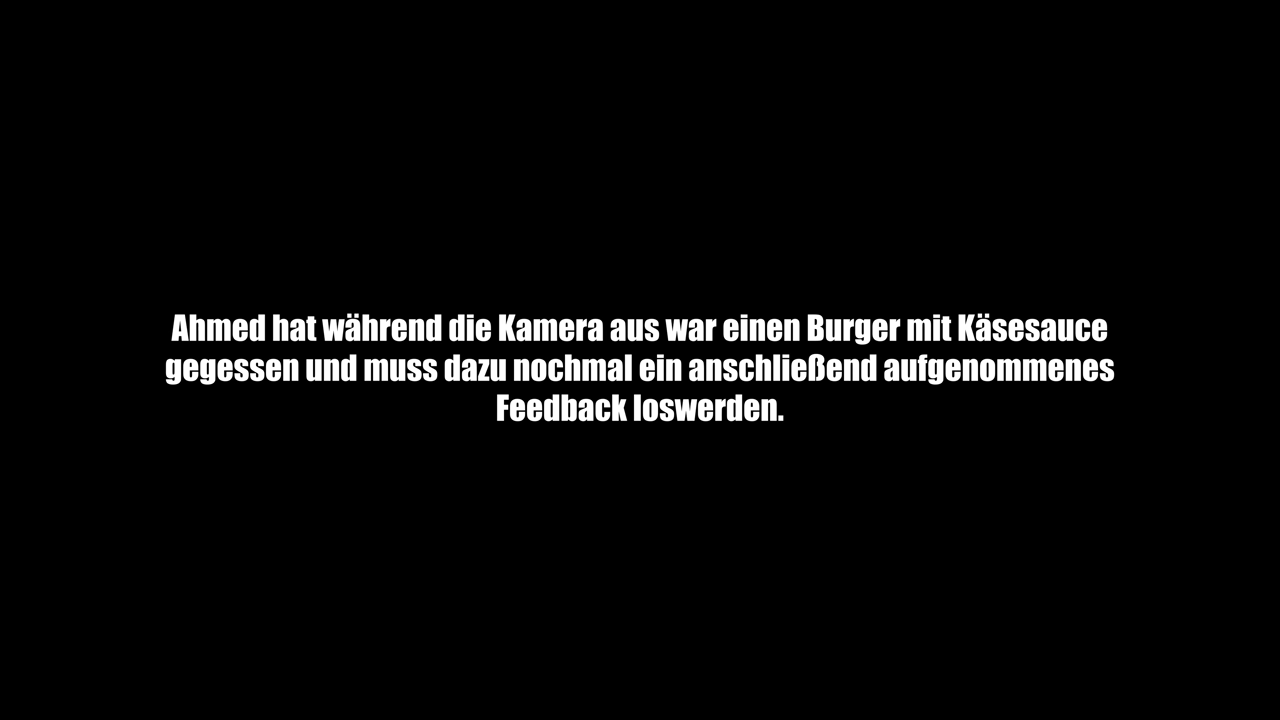 Ahmed hat während die Kamera aus war einen Burger mit Käsesauce
gegessen und muss dazu nochmal ein anschließend aufgenommenes
Feedback loswerden.